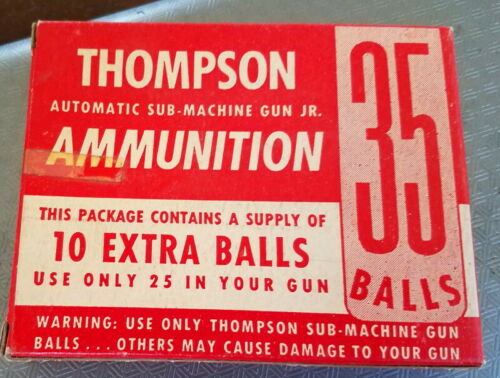 THOMPSON
AUTOMATIC SUB-MACHINE GUN JR.
AMMUNITION
35
BALLS
THIS PACKAGE CONTAINS A SUPPLY OF
10 EXTRA BALLS
USE ONLY 25 IN YOUR GUN
WARNING: USE ONLY THOMPSON SUB-MACHINE GUN
BALLS... OTHERS MAY CAUSE DAMAGE TO YOUR GUN